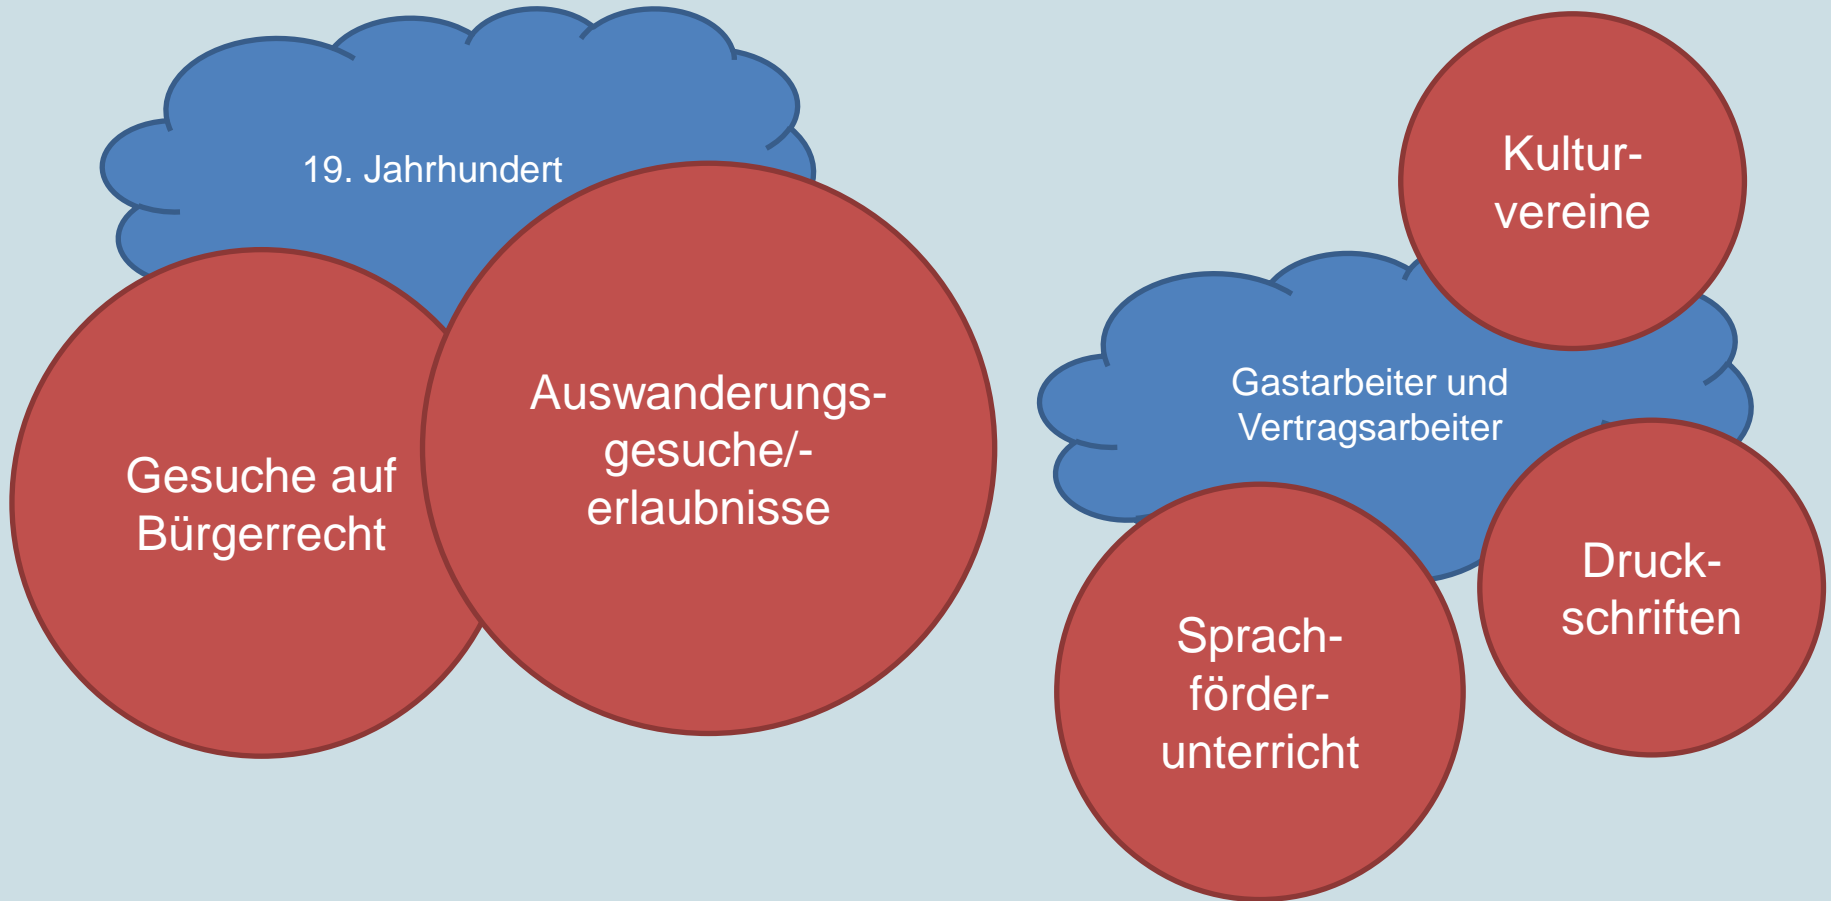 19. Jahrhundert
Gesuche auf
Bürgerrecht
Auswanderungs-
gesuche/-
erlaubnisse
Kultur-
vereine
Gastarbeiter und
Vertragsarbeiter
Sprach-
förder-
unterricht
Druck-
schriften